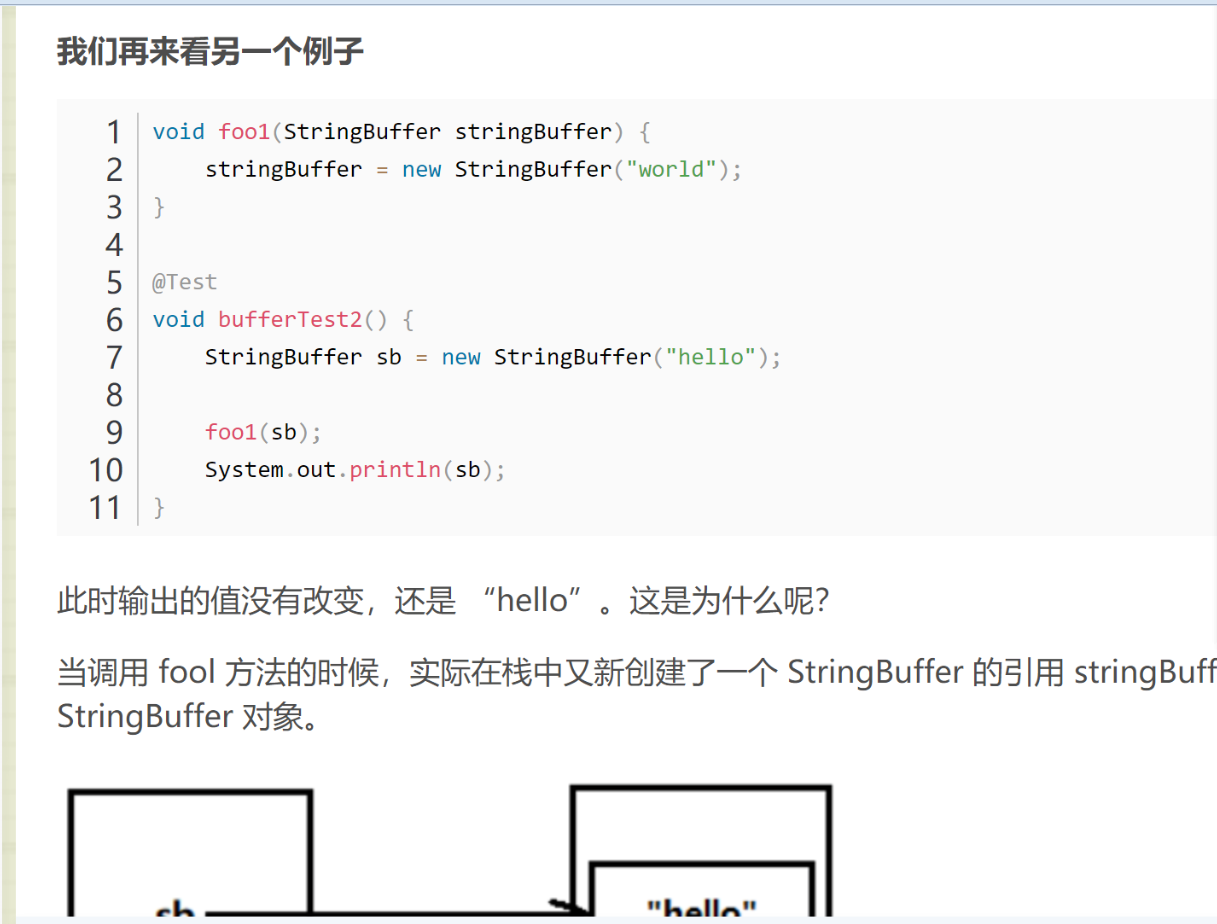 我们再来看另一个例子
1 void foo1(StringBuffer stringBuffer) {
2     stringBuffer = new StringBuffer("world");
3 }
4
5 @Test
6 void bufferTest2() {
7     StringBuffer sb = new StringBuffer("hello");
8
9     foo1(sb);
10     System.out.println(sb);
11 }
此时输出的值没有改变，还是 “hello” 。这是为什么呢？
当调用 fool 方法的时候，实际在栈中又新创建了一个 StringBuffer 的引用 stringBuff
StringBuffer 对象。
sb
"hello"